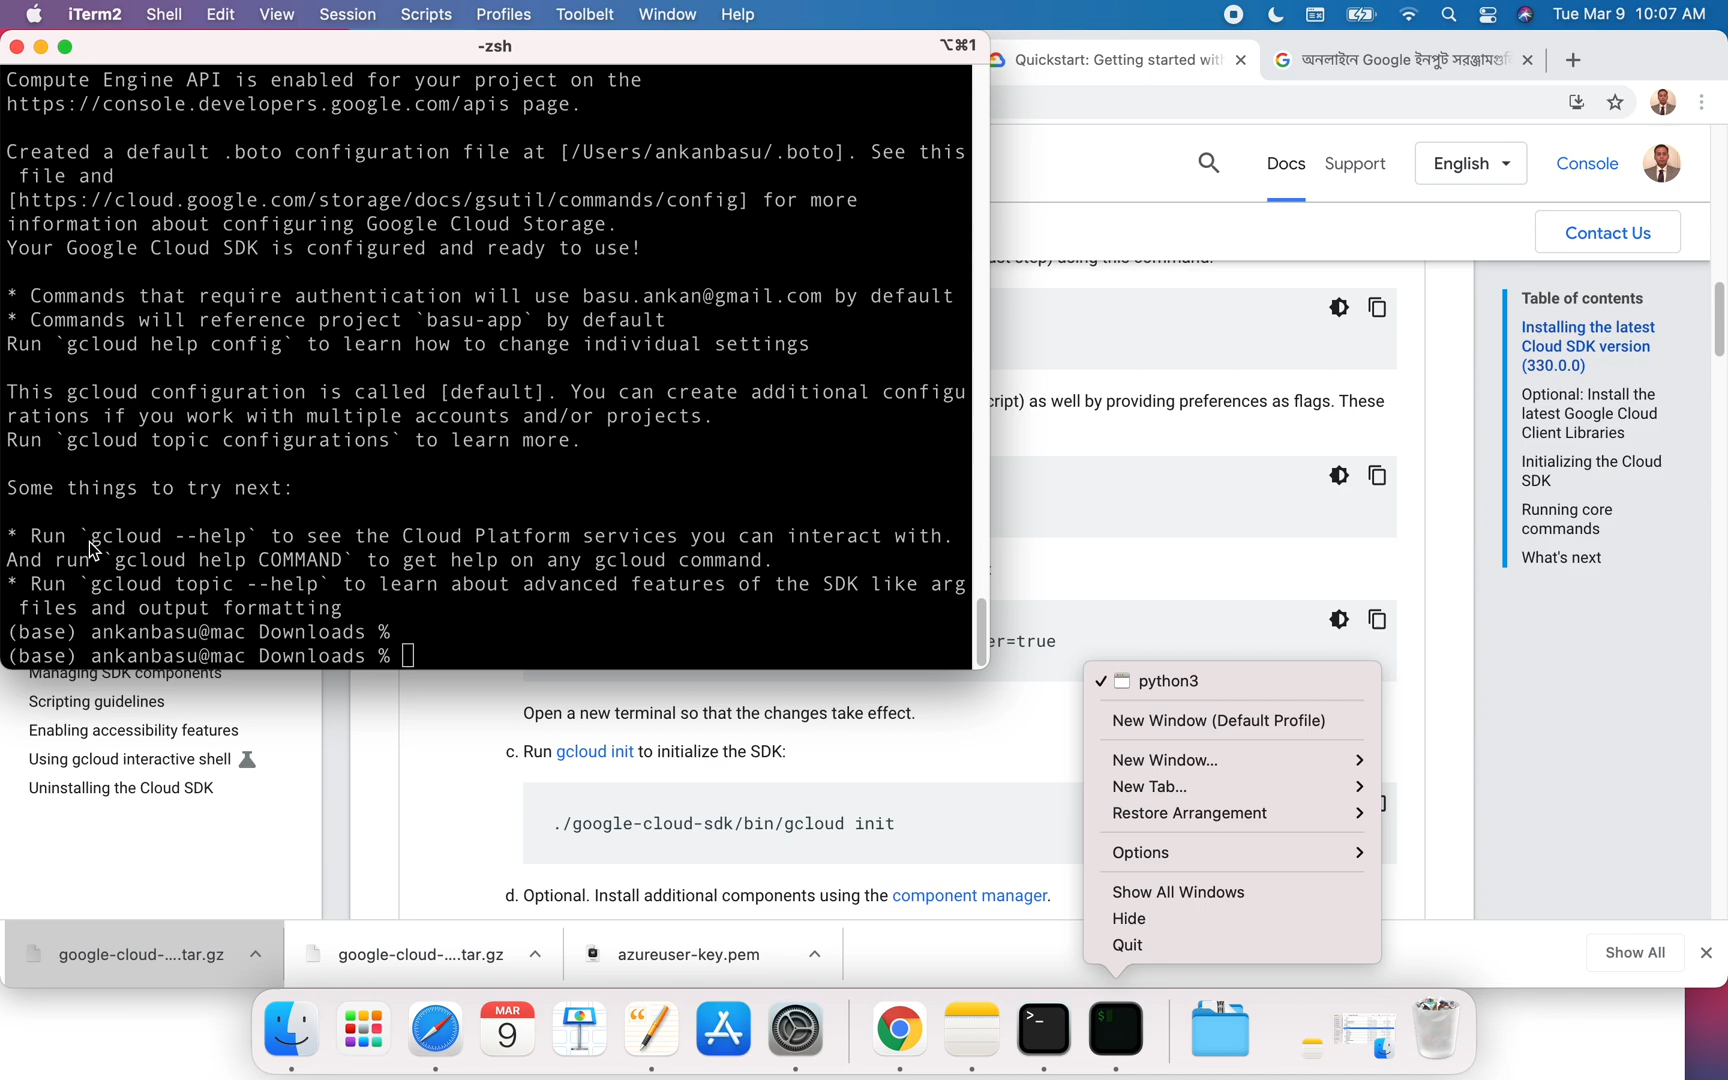 iTerm2 Shell Edit View Session Scripts Profiles Toolbelt Window Help
Tue Mar 9 10:07 AM
-zsh
⌥⌘1
Compute Engine API is enabled for your project on the
https://console.developers.google.com/apis page.
Created a default .boto configuration file at [/Users/ankanbasu/.boto]. See this
file and
[https://cloud.google.com/storage/docs/gsutil/commands/config] for more
information about configuring Google Cloud Storage.
Your Google Cloud SDK is configured and ready to use!
* Commands that require authentication will use basu.ankan@gmail.com by default
* Commands will reference project `basu-app` by default
Run `gcloud help config` to learn how to change individual settings
This gcloud configuration is called [default]. You can create additional configu
rations if you work with multiple accounts and/or projects.
Run `gcloud topic configurations` to learn more.
Some things to try next:
* Run `gcloud --help` to see the Cloud Platform services you can interact with.
And run `gcloud help COMMAND` to get help on any gcloud command.
* Run `gcloud topic --help` to learn about advanced features of the SDK like arg
files and output formatting
(base) ankanbasu@mac Downloads %
(base) ankanbasu@mac Downloads %
Quickstart: Getting started with
অনলাইনে Google ইনপুট
Docs Support English Console
Contact Us
step) using this command.
cript) as well by providing preferences as flags. These
er=true
Table of contents
Installing the latest
Cloud SDK version
(330.0.0)
Optional: Install the
latest Google Cloud
Client Libraries
Initializing the Cloud
SDK
Running core
commands
What's next
Managing SDK components
Scripting guidelines
Enabling accessibility features
Using gcloud interactive shell
Uninstalling the Cloud SDK
Open a new terminal so that the changes take effect.
c. Run gcloud init to initialize the SDK:
./google-cloud-sdk/bin/gcloud init
d. Optional. Install additional components using the component manager.
python3
New Window (Default Profile)
New Window...
New Tab...
Restore Arrangement
Options
Show All Windows
Hide
Quit
google-cloud-....tar.gz
google-cloud-....tar.gz
azureuser-key.pem
Show All
MAR
9